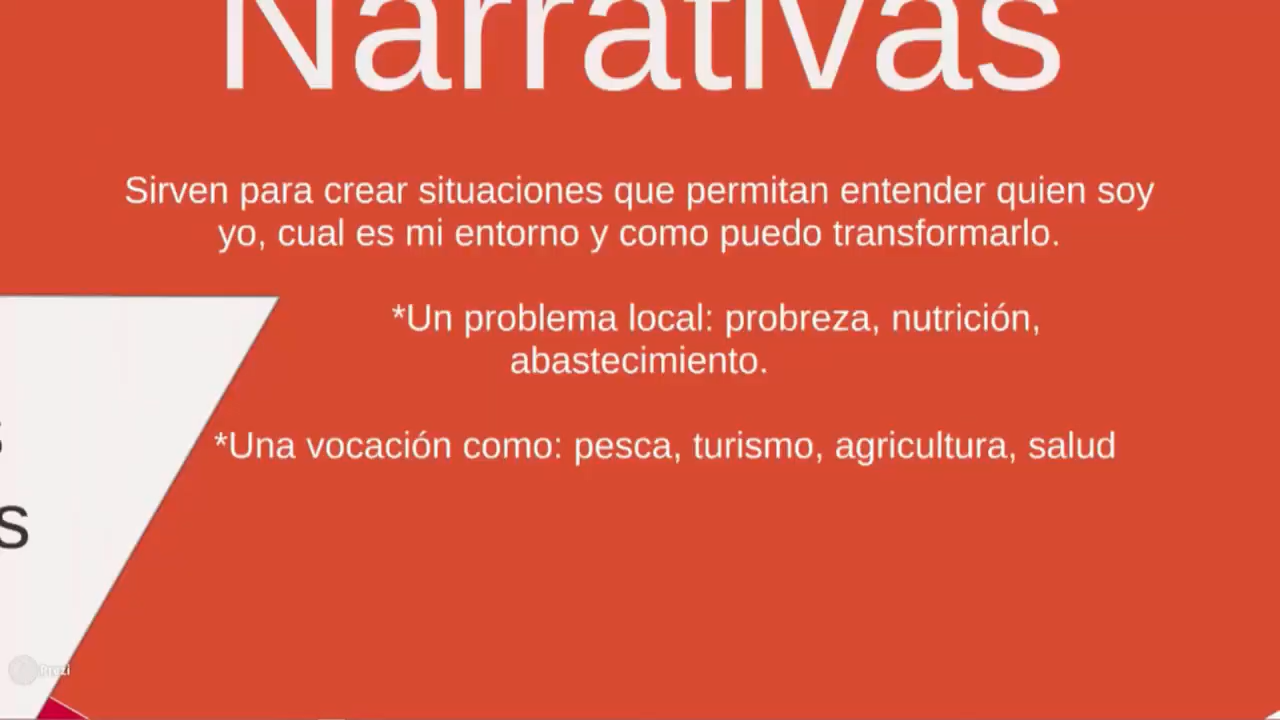 Narrativas
Sirven para crear situaciones que permitan entender quien soy
yo, cual es mi entorno y como puedo transformarlo.
*Un problema local: probreza, nutrición,
abastecimiento.
*Una vocación como: pesca, turismo, agricultura, salud
s
s
Prezi